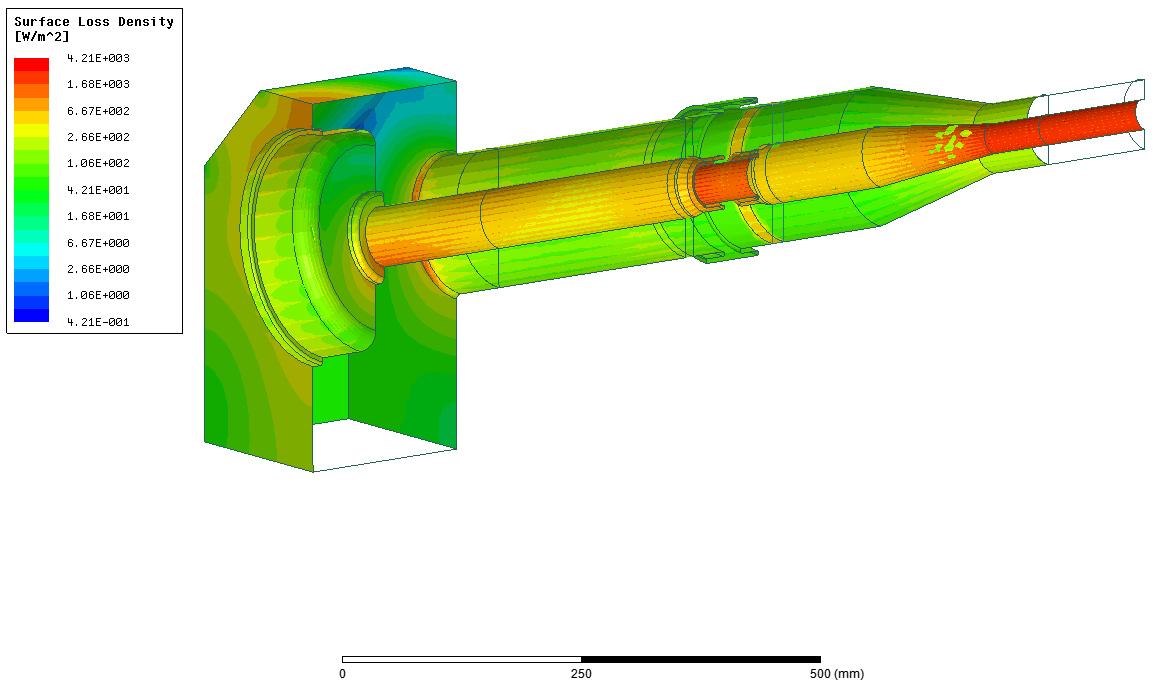 Surface Loss Density
[W/m^2]
4.21E+003
1.68E+003
6.67E+002
2.66E+002
1.06E+002
4.21E+001
1.68E+001
6.67E+000
2.66E+000
1.06E+000
4.21E-001
0 250 500 (mm)